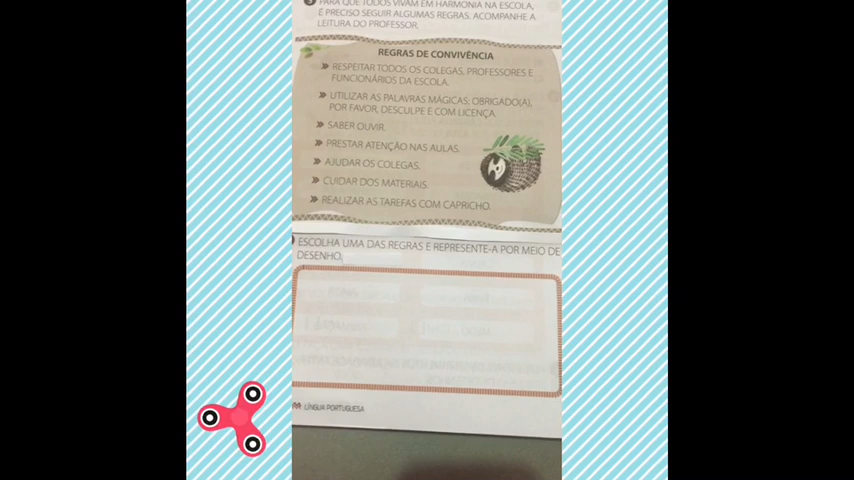 PARA QUE TODOS VIVAM EM HARMONIA NA ESCOLA,
É PRECISO SEGUIR ALGUMAS REGRAS. ACOMPANHE A
LEITURA DO PROFESSOR.
REGRAS DE CONVIVÊNCIA
RESPEITAR TODOS OS COLEGAS, PROFESSORES E
FUNCIONÁRIOS DA ESCOLA.
UTILIZAR AS PALAVRAS MÁGICAS: OBRIGADO(A),
POR FAVOR, DESCULPE E COM LICENÇA.
SABER OUVIR.
PRESTAR ATENÇÃO NAS AULAS.
AJUDAR OS COLEGAS.
CUIDAR DOS MATERIAIS.
REALIZAR AS TAREFAS COM CAPRICHO.
ESCOLHA UMA DAS REGRAS E REPRESENTE-A POR MEIO DE
DESENHO.
LÍNGUA PORTUGUESA